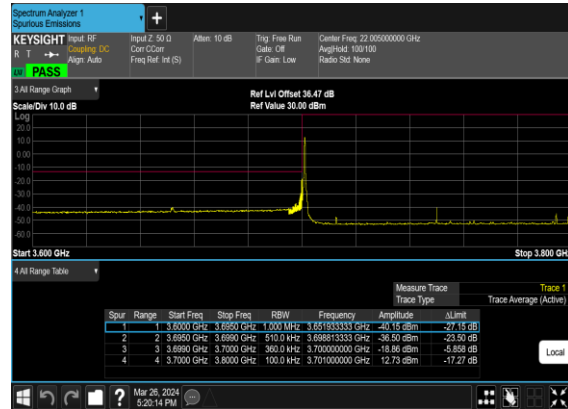 Spectrum Analyzer 1
Spurious Emissions
+
KEYSIGHT Input: RF Input Z: 50 Ω Atten: 10 dB Trig: Free Run Center Freq: 22.005000000 GHz
R T Coupling: DC Corr CCorr Gate: Off Avg|Hold: 100/100
Align: Auto Freq Ref: Int (S) IF Gain: Low Radio Std: None
LW PASS
3 All Range Graph
Ref Lvl Offset 36.47 dB
Scale/Div 10.0 dB Ref Value 30.00 dBm
Log
20.0
10.0
0.00
-10.0
-20.0
-30.0
-40.0
-50.0
-60.0
Start 3.600 GHz Stop 3.800 GHz
4 All Range Table
Measure Trace Trace 1
Trace Type Trace Average (Active)
Spur Range Start Freq Stop Freq RBW Frequency Amplitude ΔLimit
1 1 3.6000 GHz 3.6950 GHz 1.000 MHz 3.651933333 GHz -40.15 dBm -27.15 dB
2 2 3.6950 GHz 3.6990 GHz 510.0 kHz 3.698813333 GHz -36.50 dBm -23.50 dB
3 3 3.6990 GHz 3.7000 GHz 360.0 kHz 3.700000000 GHz -18.86 dBm -5.858 dB
4 4 3.7000 GHz 3.8000 GHz 100.0 kHz 3.701000000 GHz 12.73 dBm -17.27 dB
Local
? Mar 26, 2024
5:20:14 PM